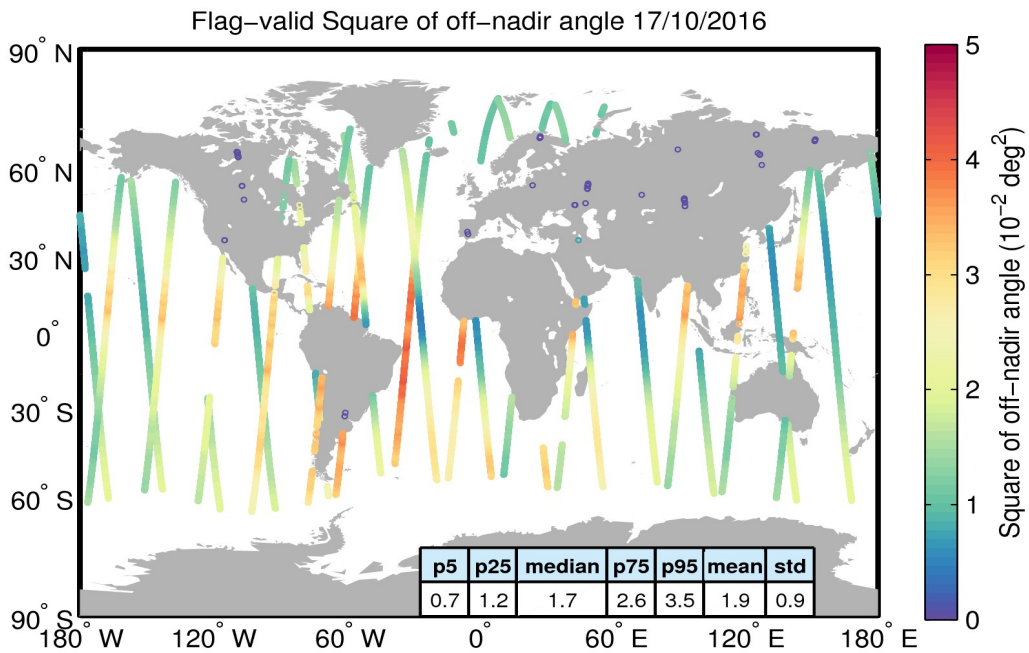 Flag−valid Square of off−nadir angle 17/10/2016
90° N
60° N
30° N
0°
30° S
60° S
90° S
180° W
120° W
60° W
0°
60° E
120° E
180° E
p5 p25 median p75 p95 mean std
0.7 1.2 1.7 2.6 3.5 1.9 0.9
5
4
3
2
1
0
Square of off−nadir angle (10⁻² deg²)